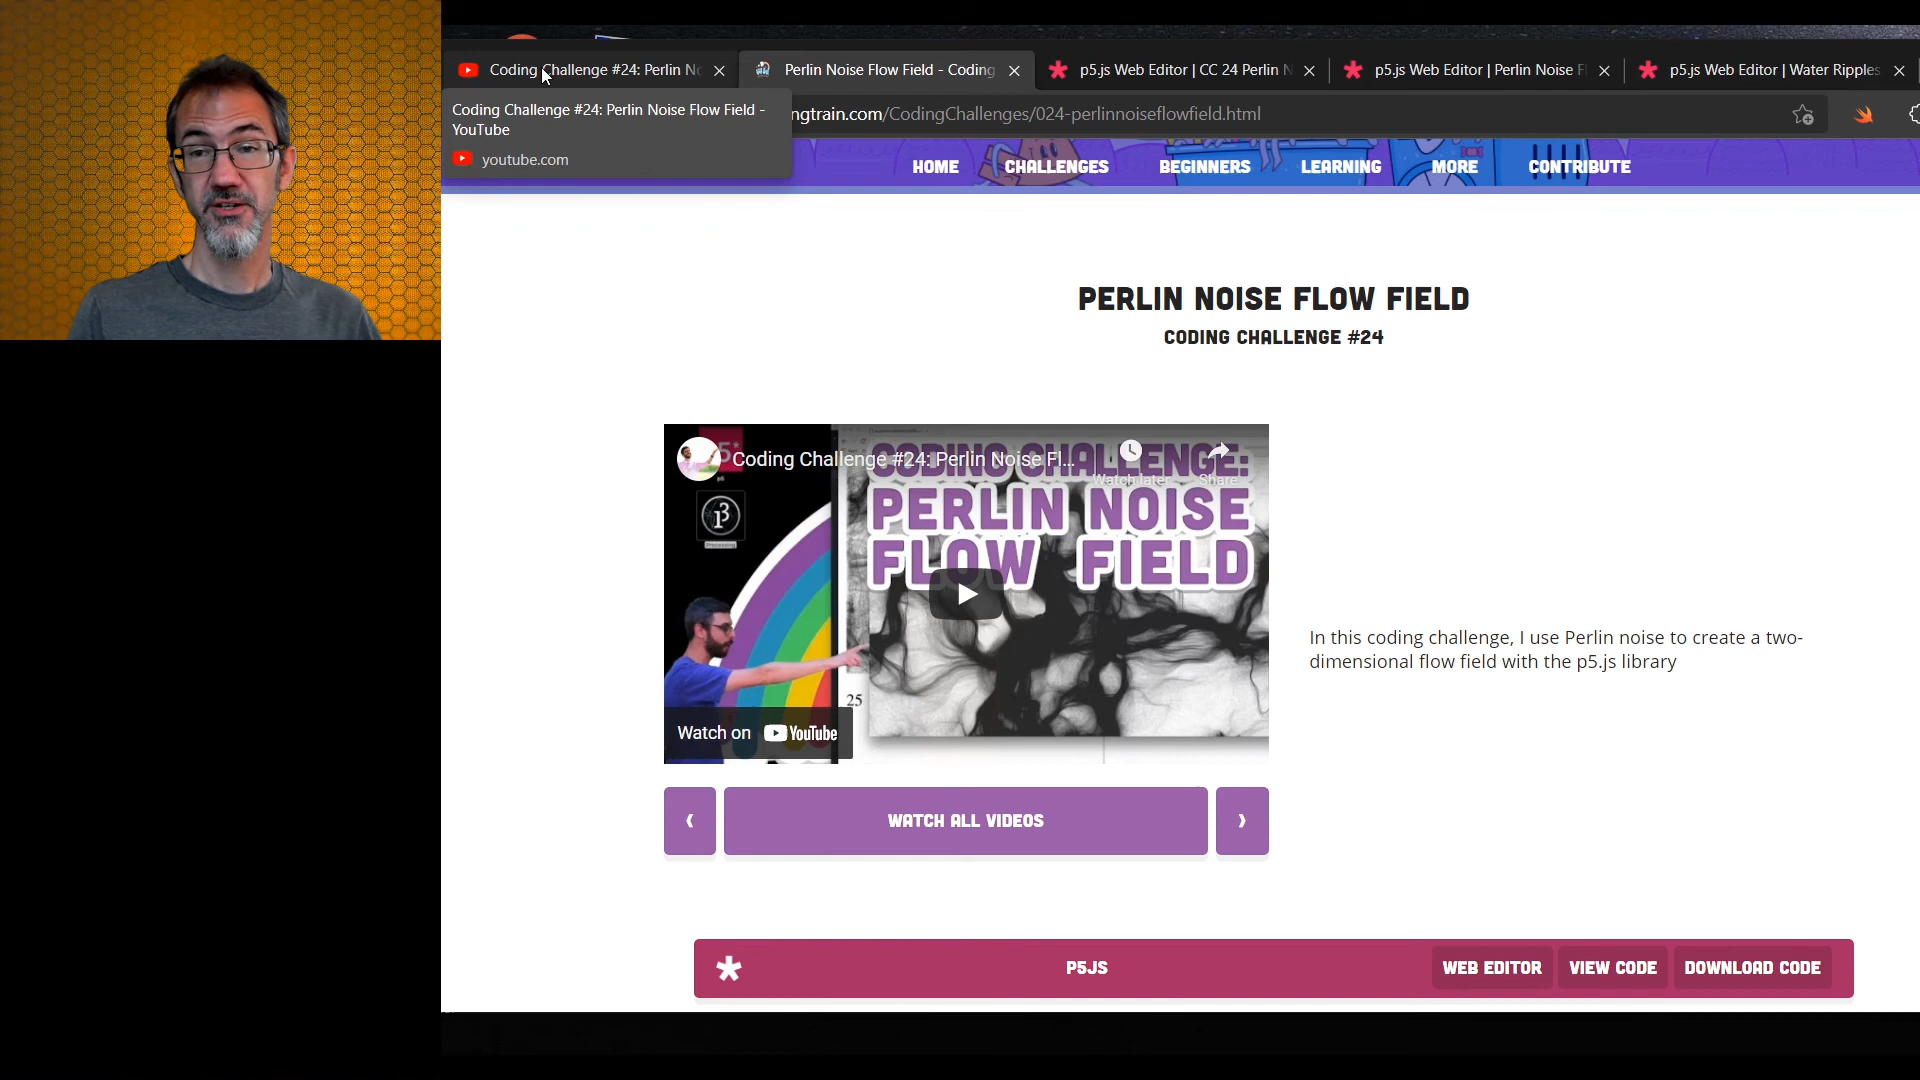 Coding Challenge #24: Perlin No
Perlin Noise Flow Field - Coding
p5.js Web Editor | CC 24 Perlin N
p5.js Web Editor | Perlin Noise F
p5.js Web Editor | Water Ripples
Coding Challenge #24: Perlin Noise Flow Field -
YouTube
youtube.com
ngtrain.com/CodingChallenges/024-perlinnoiseflowfield.html
HOME
CHALLENGES
BEGINNERS
LEARNING
MORE
CONTRIBUTE
PERLIN NOISE FLOW FIELD
CODING CHALLENGE #24
Coding Challenge #24: Perlin Noise Fl...
Watch later
Share
CODING CHALLENGE:
PERLIN NOISE
FLOW FIELD
p5
Processing
25
Watch on YouTube
In this coding challenge, I use Perlin noise to create a two-
dimensional flow field with the p5.js library
WATCH ALL VIDEOS
P5JS
WEB EDITOR
VIEW CODE
DOWNLOAD CODE